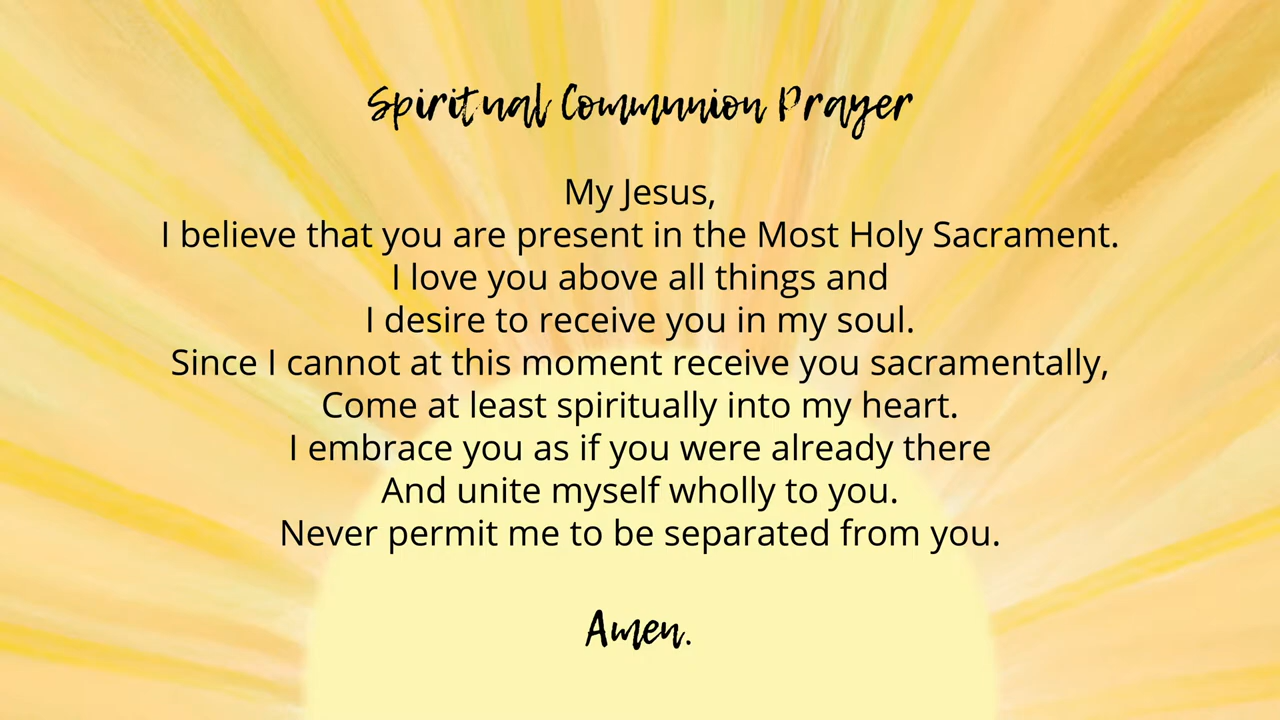 Spiritual Communion Prayer
My Jesus,
I believe that you are present in the Most Holy Sacrament.
I love you above all things and
I desire to receive you in my soul.
Since I cannot at this moment receive you sacramentally,
Come at least spiritually into my heart.
I embrace you as if you were already there
And unite myself wholly to you.
Never permit me to be separated from you.
Amen.